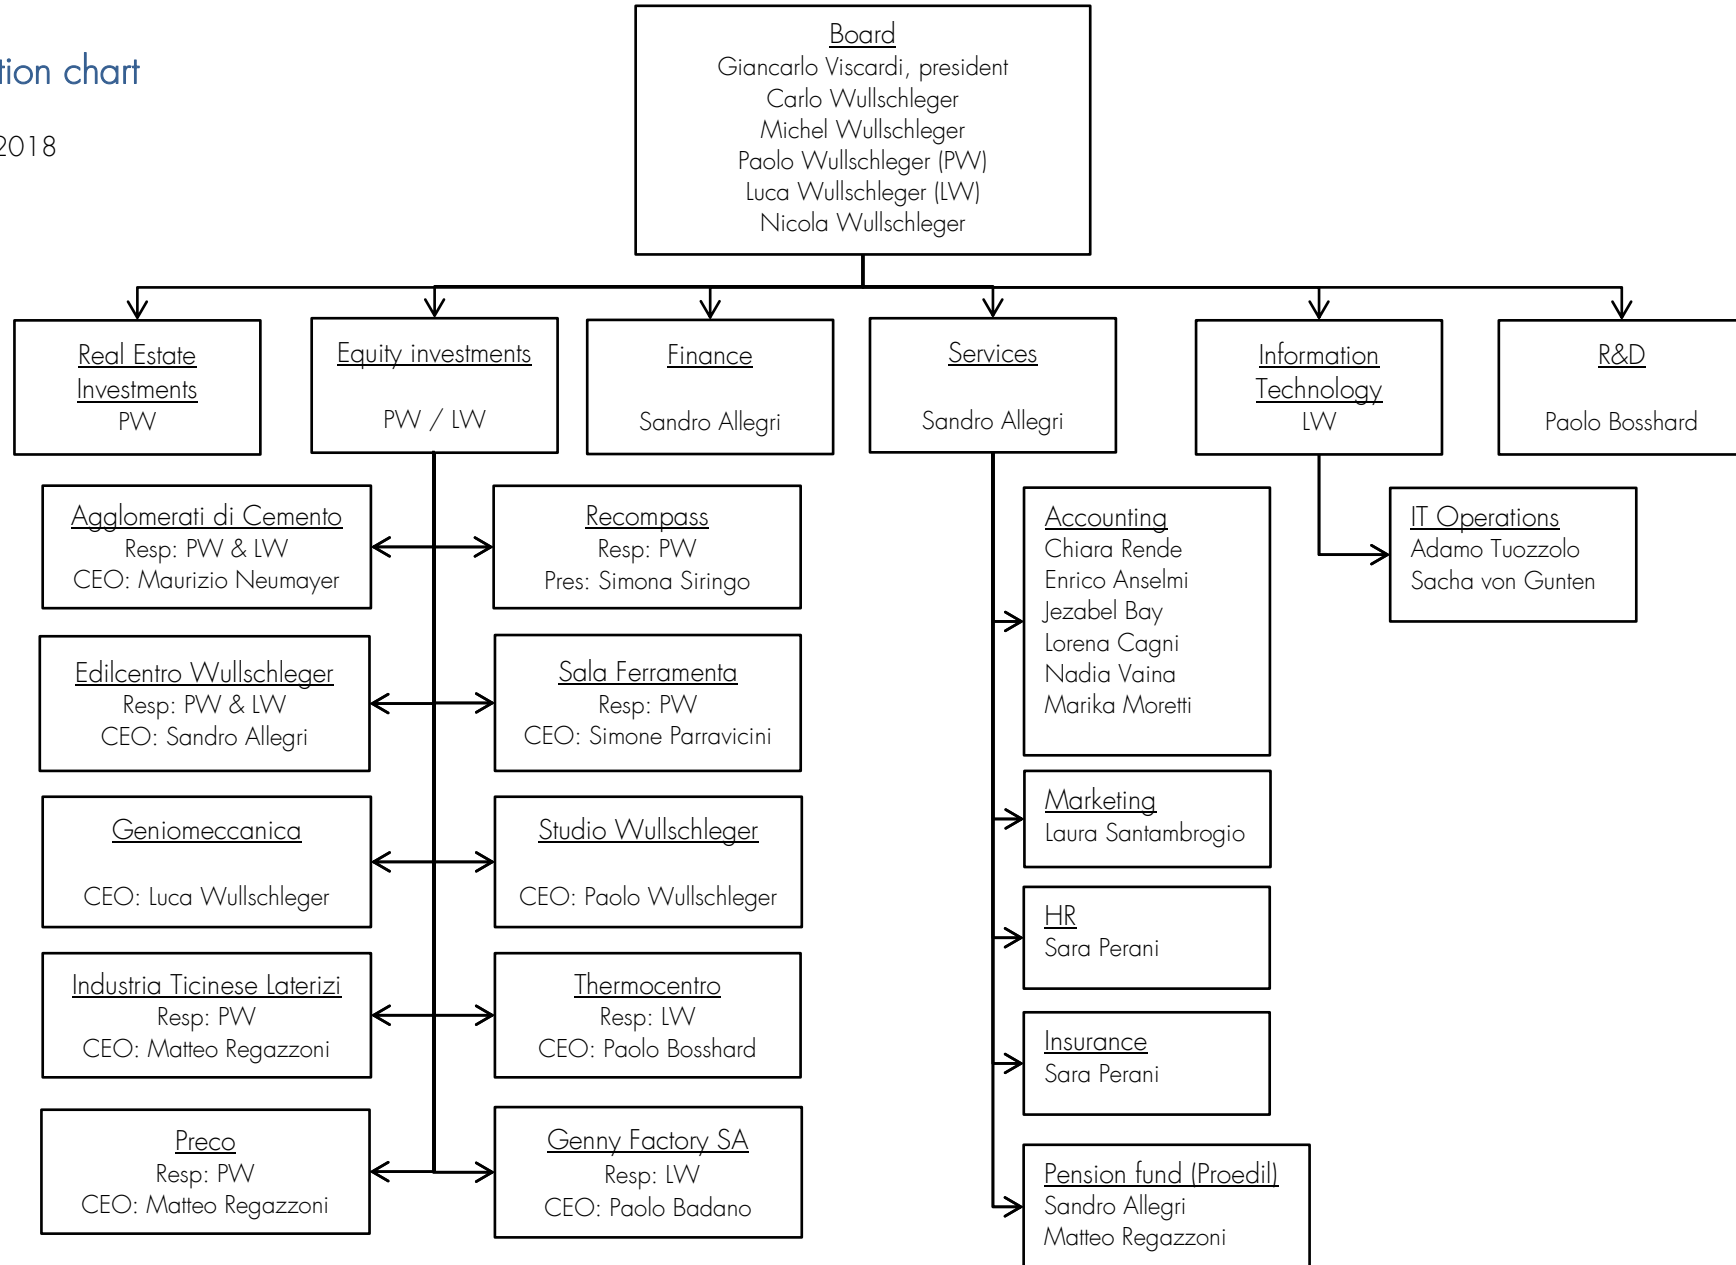 tion chart
2018
Board
Giancarlo Viscardi, president
Carlo Wullschleger
Michel Wullschleger
Paolo Wullschleger (PW)
Luca Wullschleger (LW)
Nicola Wullschleger
Real Estate
Investments
PW
Equity investments
PW / LW
Finance
Sandro Allegri
Services
Sandro Allegri
Information
Technology
LW
R&D
Paolo Bosshard
Agglomerati di Cemento
Resp: PW & LW
CEO: Maurizio Neumayer
Recompass
Resp: PW
Pres: Simona Siringo
Edilcentro Wullschleger
Resp: PW & LW
CEO: Sandro Allegri
Sala Ferramenta
Resp: PW
CEO: Simone Parravicini
Geniomeccanica
CEO: Luca Wullschleger
Studio Wullschleger
CEO: Paolo Wullschleger
Industria Ticinese Laterizi
Resp: PW
CEO: Matteo Regazzoni
Thermocentro
Resp: LW
CEO: Paolo Bosshard
Preco
Resp: PW
CEO: Matteo Regazzoni
Genny Factory SA
Resp: LW
CEO: Paolo Badano
Accounting
Chiara Rende
Enrico Anselmi
Jezabel Bay
Lorena Cagni
Nadia Vaina
Marika Moretti
Marketing
Laura Santambrogio
HR
Sara Perani
Insurance
Sara Perani
Pension fund (Proedil)
Sandro Allegri
Matteo Regazzoni
IT Operations
Adamo Tuozzolo
Sacha von Gunten